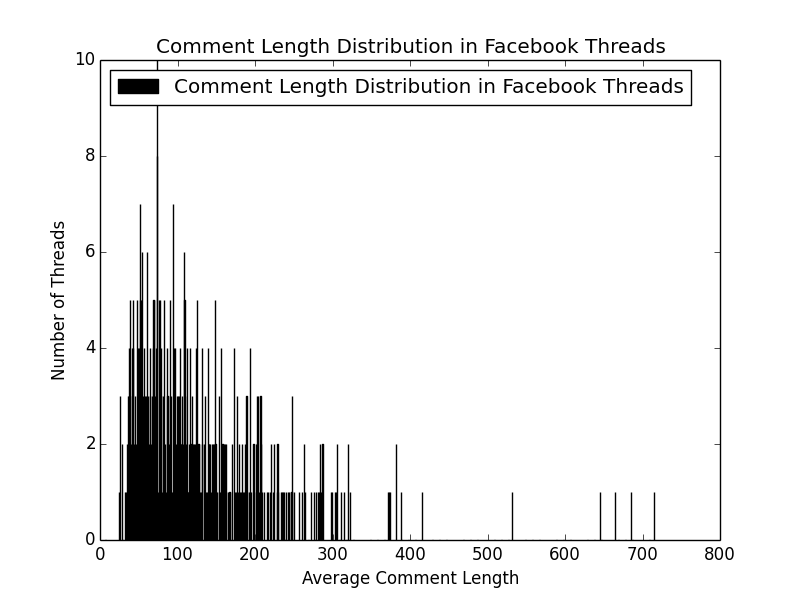 Comment Length Distribution in Facebook Threads
10
Comment Length Distribution in Facebook Threads
8
6
4
2
0
Number of Threads
0 100 200 300 400 500 600 700 800
Average Comment Length